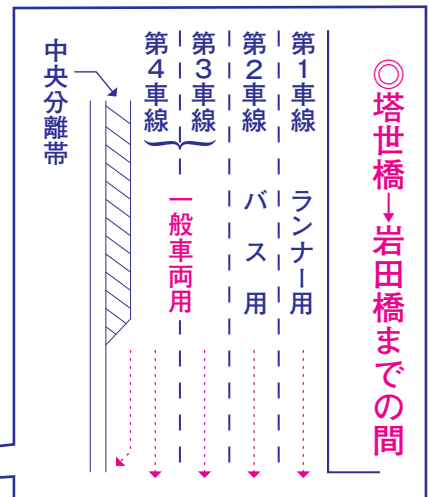 ◎塔世橋→岩田橋までの間
第1車線
ランナー用
第2車線
バス用
第3車線
第4車線
一般車両用
中央分離帯